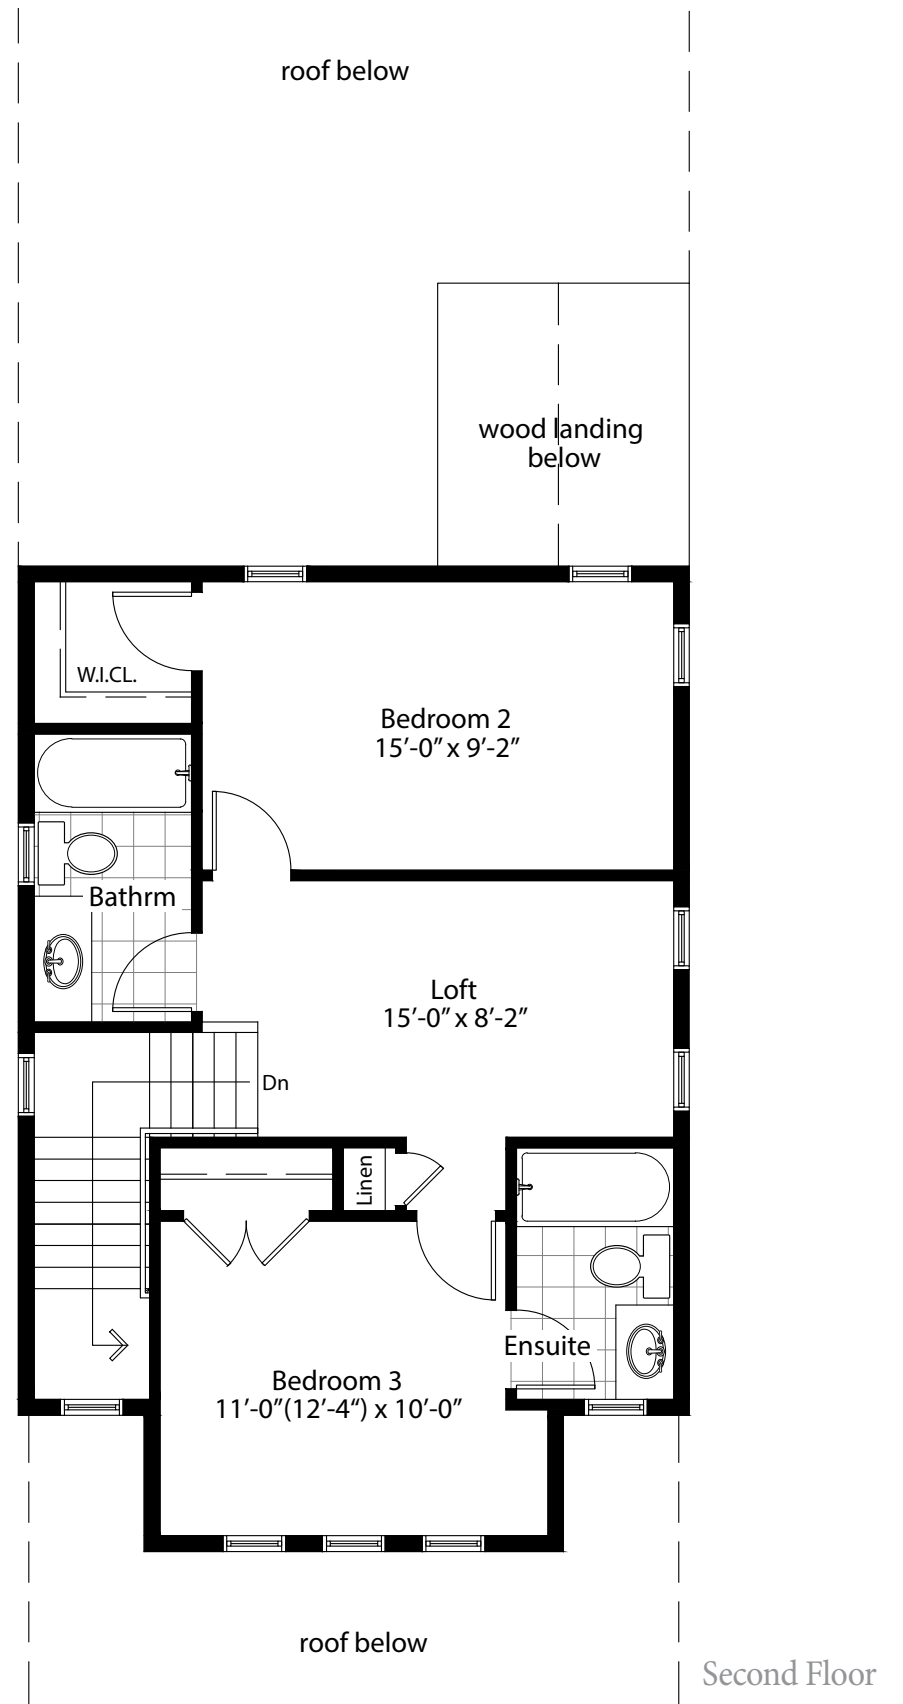 roof below
wood landing
below
W.I.CL.
Bedroom 2
15’-0” x 9’-2”
Bathrm
Loft
15’-0” x 8’-2”
Dn
Linen
Ensuite
Bedroom 3
11’-0”(12’-4“) x 10’-0”
roof below
Second Floor